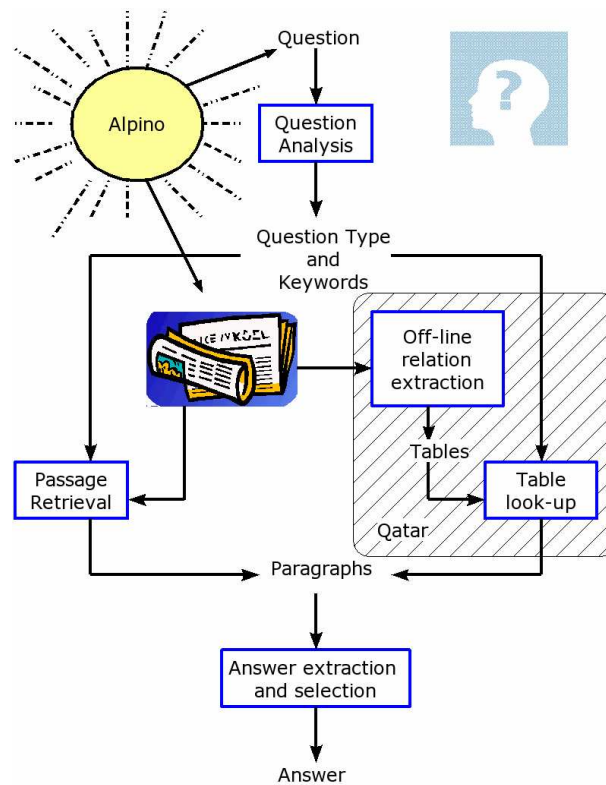 Question
Alpino
Question
Analysis
Question Type
and
Keywords
Off-line
relation
extraction
Tables
Passage
Retrieval
Table
look-up
Qatar
Paragraphs
Answer extraction
and selection
Answer
?